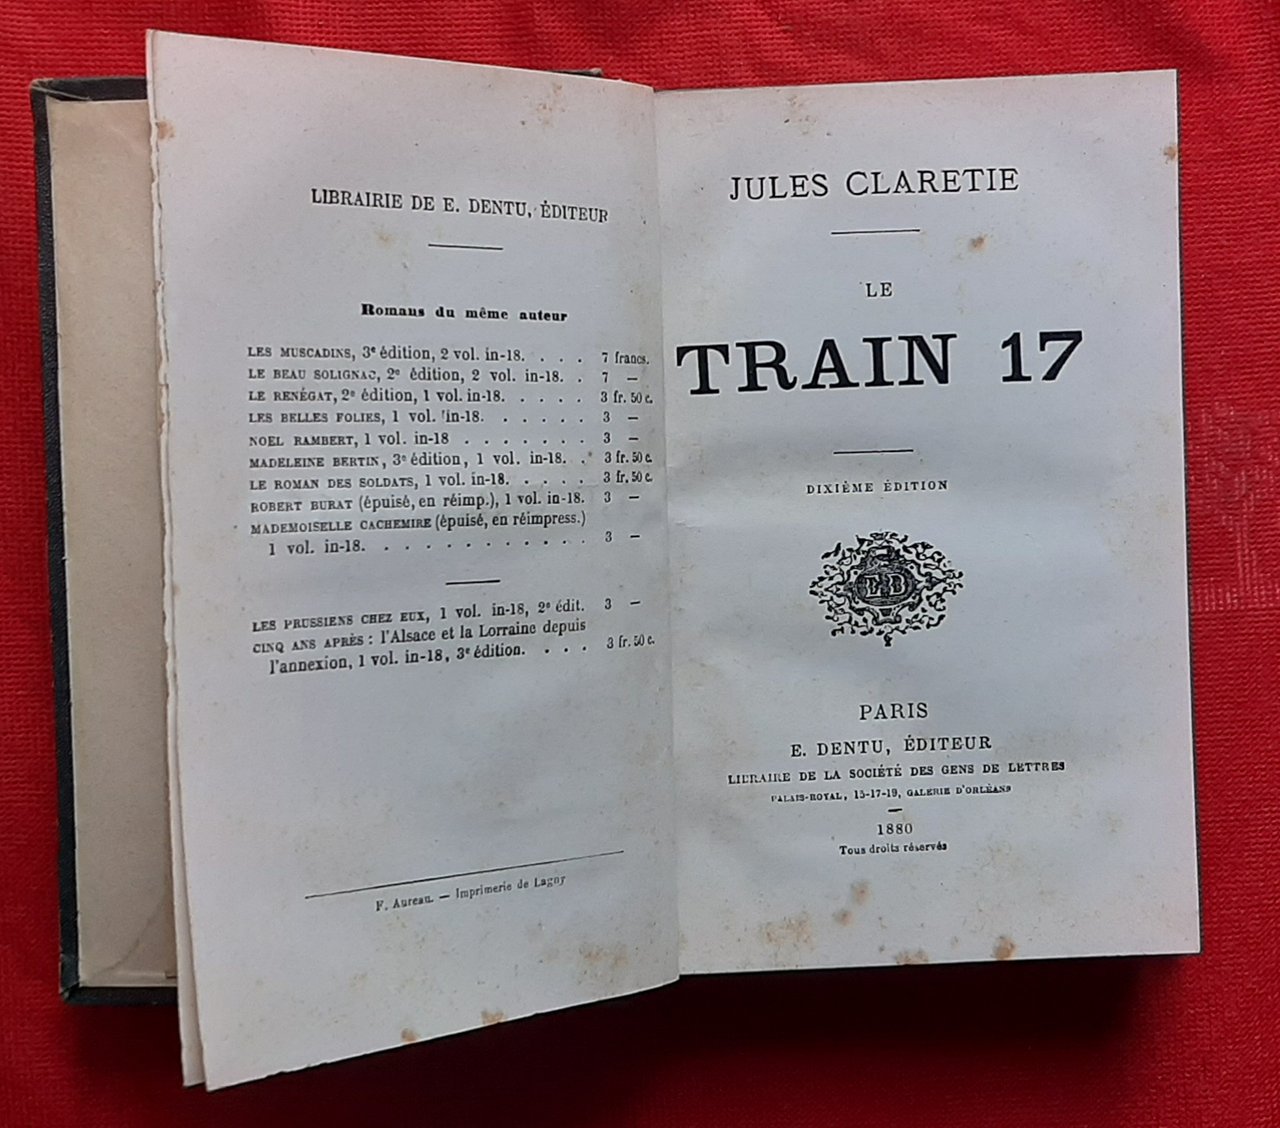 LIBRAIRIE DE E. DENTU, ÉDITEUR
Romans du même auteur
LES MUSCADINS, 3e édition, 2 vol. in-18. . . . 7 francs.
LE BEAU SOLIGNAC, 2e édition, 2 vol. in-18. . 7 —
LE RENÉGAT, 2e édition, 1 vol. in-18. . . . . . 3 fr. 50 c.
LES BELLES FOLIES, 1 vol. in-18. . . . . . . 3 —
NOEL RAMBERT, 1 vol. in-18 . . . . . . . 3 —
MADELEINE BERTIN, 3e édition, 1 vol. in-18. . 3 fr. 50 c.
LE ROMAN DES SOLDATS, 1 vol. in-18. . . . . 3 fr. 50 c.
ROBERT BURAT (épuisé, en réimp.), 1 vol. in-18. 3 —
MADEMOISELLE CACHEMIRE (épuisé, en réimpress.)
1 vol. in-18. . . . . . . . . . . . 3 —
LES PRUSSIENS CHEZ EUX, 1 vol. in-18, 2e édit. 3 —
CINQ ANS APRÈS : l'Alsace et la Lorraine depuis
l'annexion, 1 vol. in-18, 3e édition. . . . 3 fr. 50 c.
F. Aureau. — Imprimerie de Lagny
JULES CLARETIE
LE
TRAIN 17
DIXIÈME ÉDITION
ED
PARIS
E. DENTU, ÉDITEUR
LIBRAIRE DE LA SOCIÉTÉ DES GENS DE LETTRES
PALAIS-ROYAL, 15-17-19, GALERIE D'ORLÉANS
1880
Tous droits réservés